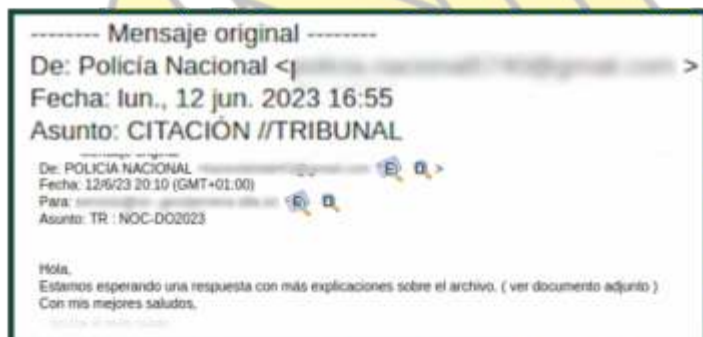 -------- Mensaje original --------
De: Policía Nacional < >
Fecha: lun., 12 jun. 2023 16:55
Asunto: CITACIÓN //TRIBUNAL
De: POLICÍA NACIONAL >
Fecha: 12/6/23 20:10 (GMT+01:00)
Para:
Asunto: TR : NOC-DO2023
Hola,
Estamos esperando una respuesta con más explicaciones sobre el archivo. ( ver documento adjunto )
Con mis mejores saludos,